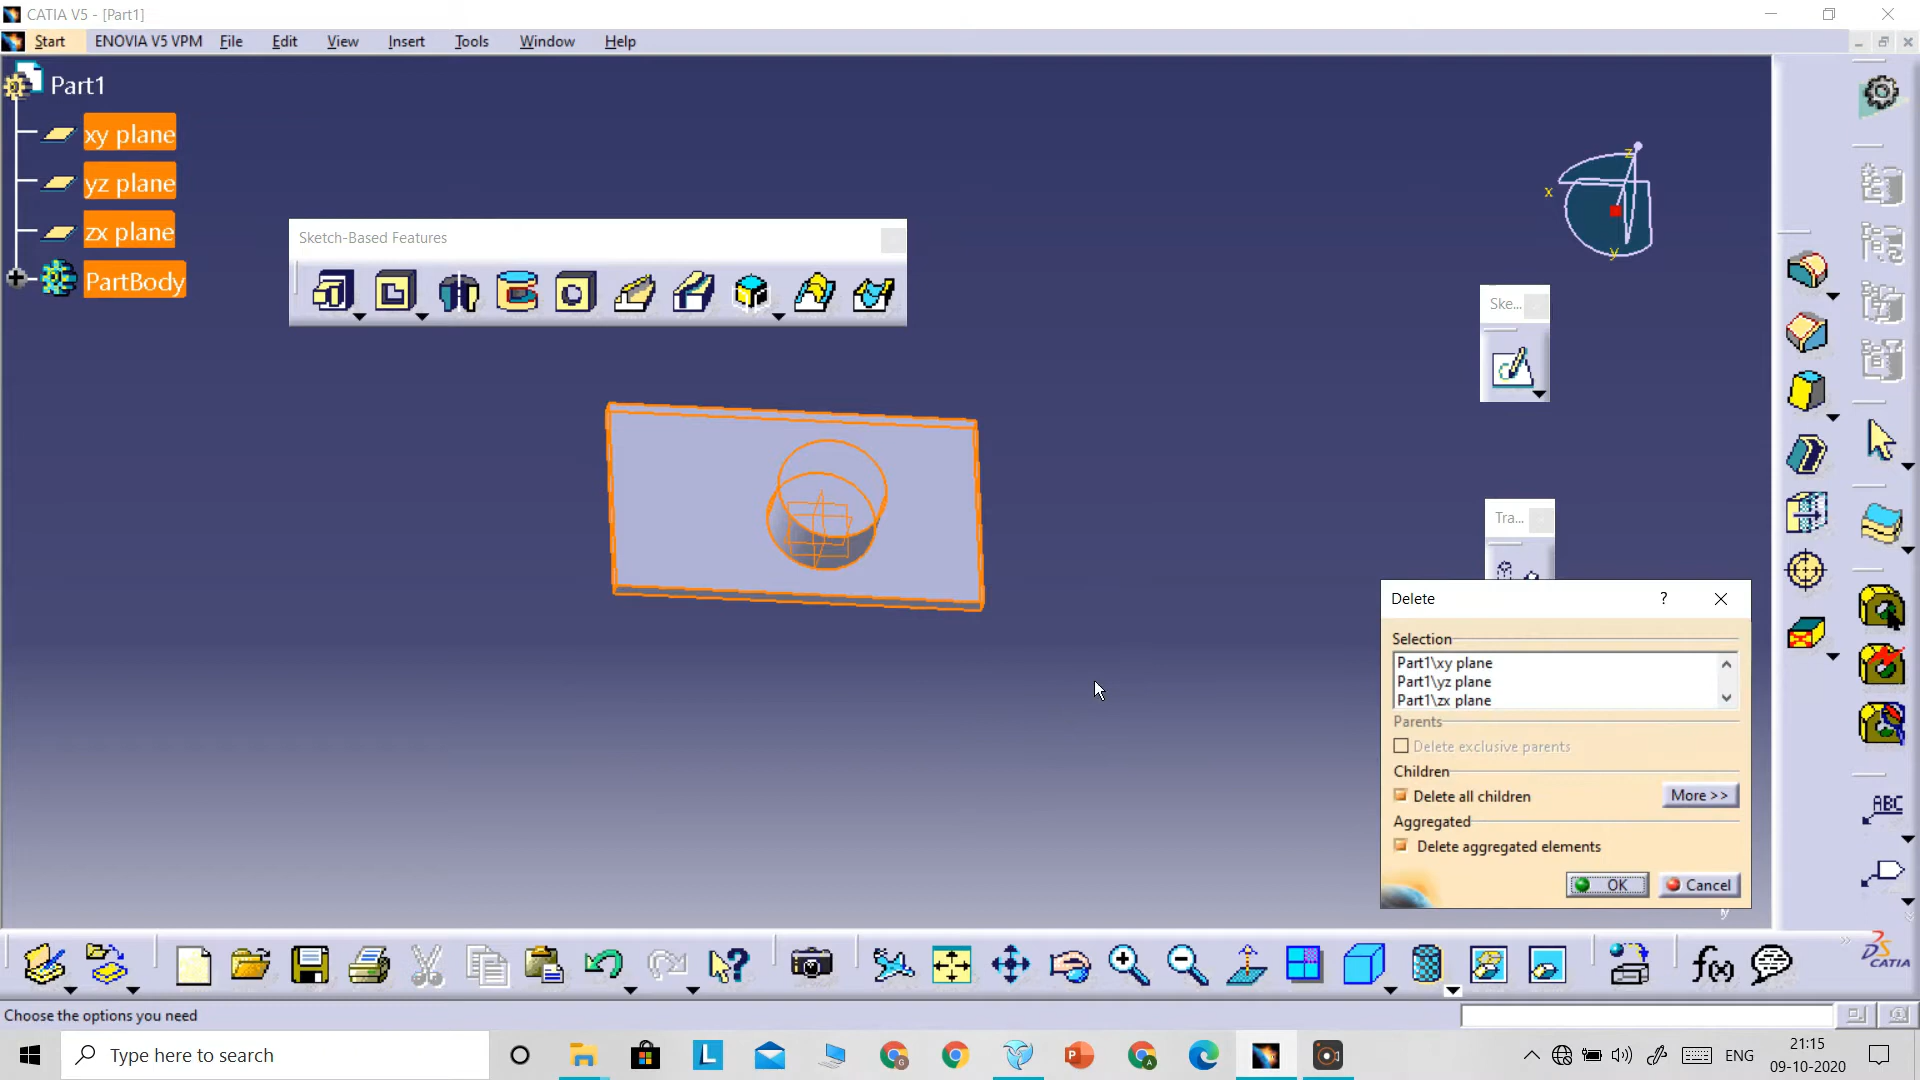 CATIA V5 - [Part1]
Start ENOVIA V5 VPM File Edit View Insert Tools Window Help
Part1
xy plane
yz plane
zx plane
PartBody
Sketch-Based Features
z
x
y
Ske...
Tra...
Delete ?
Selection
Part1\xy plane
Part1\yz plane
Part1\zx plane
Parents
Delete exclusive parents
Children
Delete all children More >>
Aggregated
Delete aggregated elements
OK Cancel
y
ABC
f(x)
CATIA
Choose the options you need
Type here to search
ENG
21:15
09-10-2020